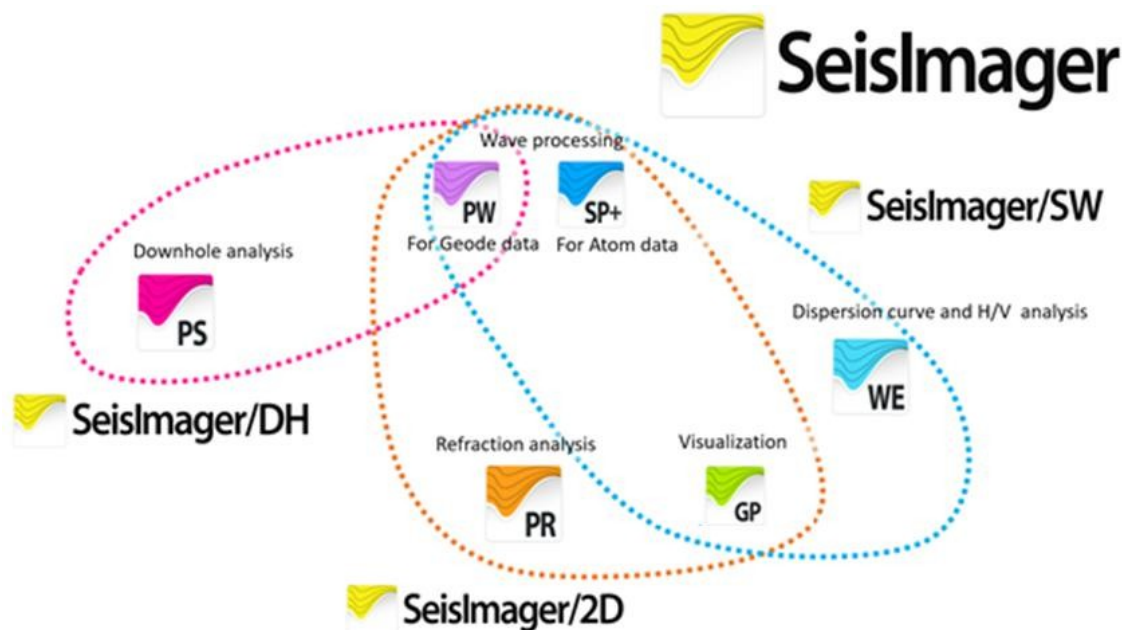 SeisImager
Wave processing
PW
SP+
SeisImager/SW
For Geode data
For Atom data
Downhole analysis
PS
Dispersion curve and H/V analysis
WE
SeisImager/DH
Refraction analysis
Visualization
PR
GP
SeisImager/2D